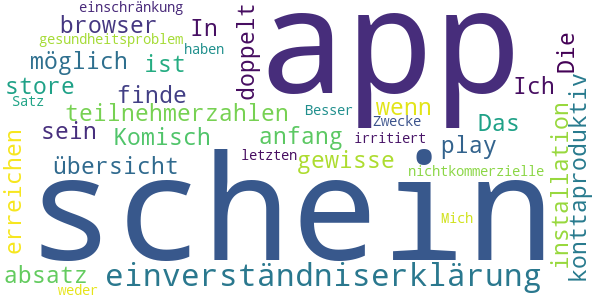 einschränkung
app
browser
In
doppelt
Die
gesundheitsproblem
haben
möglich
ist
store
finde
Ich
Satz
teilnehmerzahlen
Besser
wenn
sein
Komisch
anfang
Zwecke
Das
irritiert
play
erreichen
übersicht
letzten
gewisse
installation
konttaproduktiv
nichtkommerzielle
schein
Mich
absatz
einverständniserklärung
weder